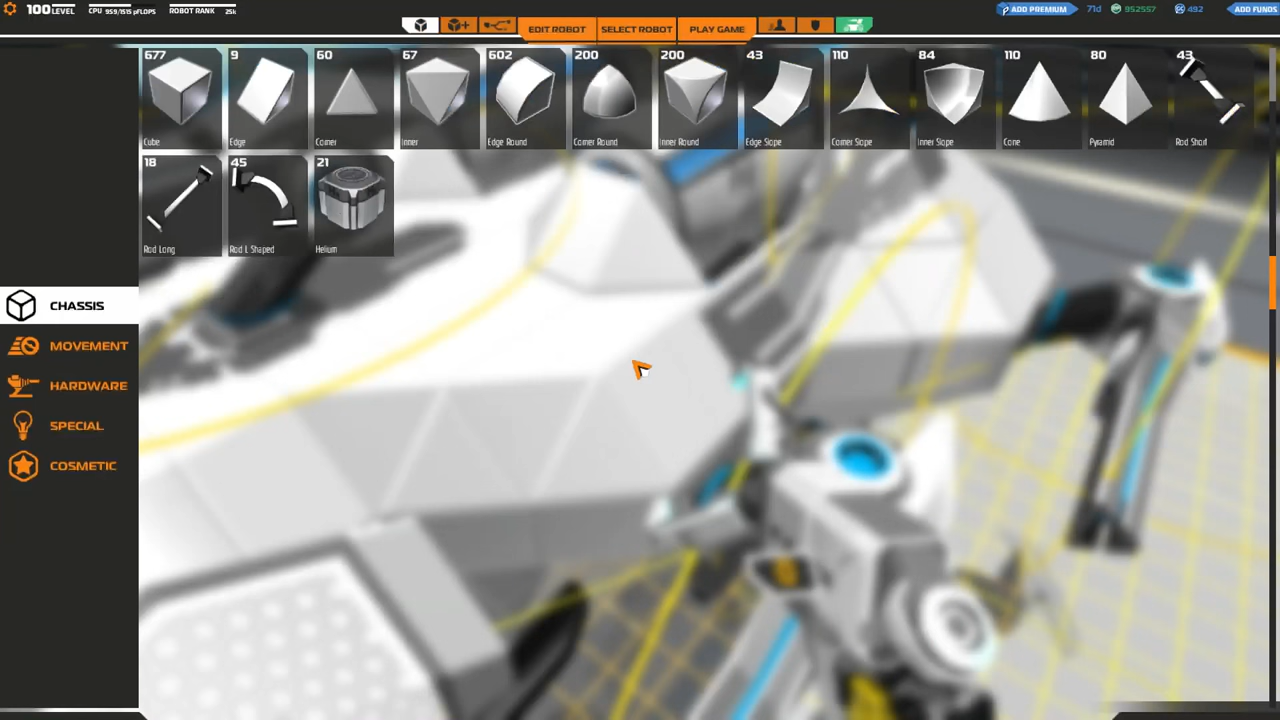 100 LEVEL CPU 959/1515 pFLOPS ROBOT RANK 25k
ADD PREMIUM 71d 952557 492 ADD FUNDS
EDIT ROBOT SELECT ROBOT PLAY GAME
677 9 60 67 602 200 200 43 110 84 110 80 43
Cube Edge Corner Inner Edge Round Corner Round Inner Round Edge Slope Corner Slope Inner Slope Cone Pyramid Rod Short
18 45 21
Rod Long Rod L Shaped Helium
CHASSIS
MOVEMENT
HARDWARE
SPECIAL
COSMETIC